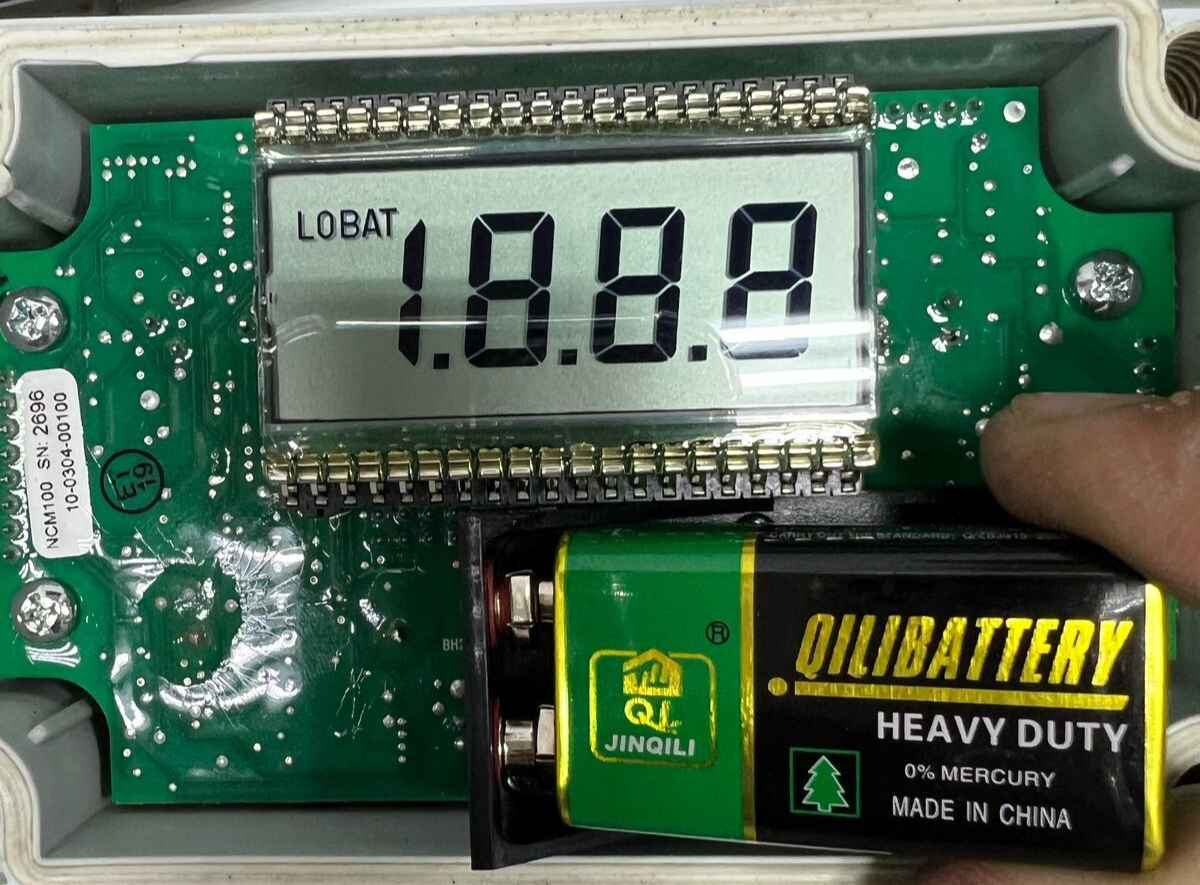 LOBAT
1.8.8.8
NCM100 SN: 2696
10-0304-00100
ET
19
QILIBATTERY
®
QL
JINQILI
HEAVY DUTY
0% MERCURY
MADE IN CHINA